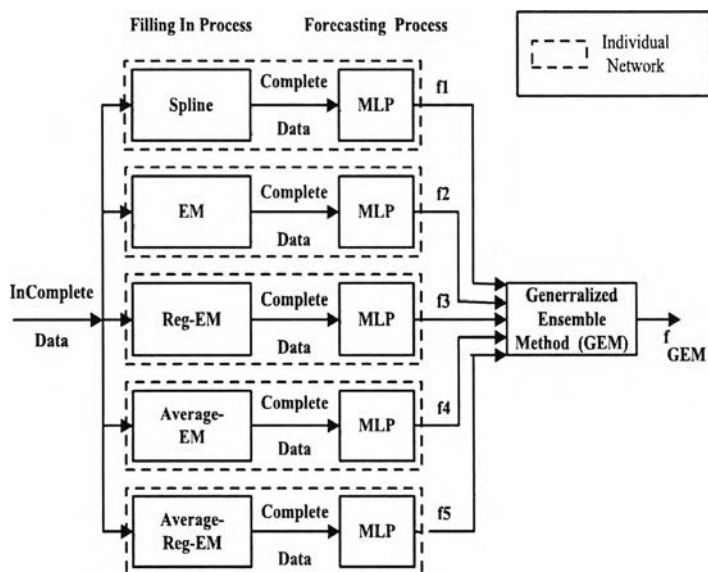 Filling In Process Forecasting Process
Individual
Network
Complete f1
Spline MLP
Data
Complete f2
EM MLP
Data
InComplete
Data
Complete f3
Reg-EM MLP
Data
Generralized
Ensemble
Method (GEM)
f
GEM
Complete f4
Average-
EM MLP
Data
Complete f5
Average-
Reg-EM MLP
Data